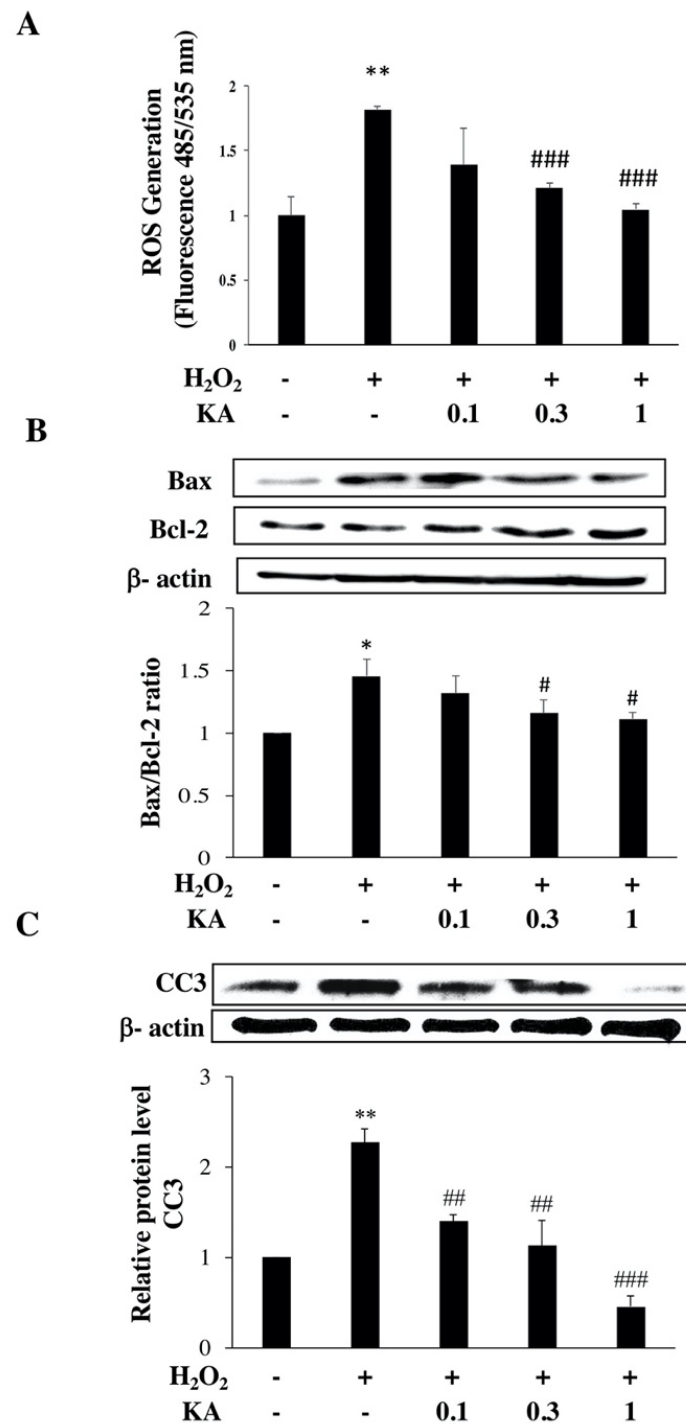 A
ROS Generation
(Fluorescence 485/535 nm)
2
1.5
1
0.5
0
**
###
###
H₂O₂ - + + + +
KA - - 0.1 0.3 1
B
Bax
Bcl-2
β- actin
Bax/Bcl-2 ratio
2
1.5
1
0.5
0
*
#
#
H₂O₂ - + + + +
KA - - 0.1 0.3 1
C
CC3
β- actin
Relative protein level
CC3
3
2
1
0
**
##
##
###
H₂O₂ - + + + +
KA - - 0.1 0.3 1